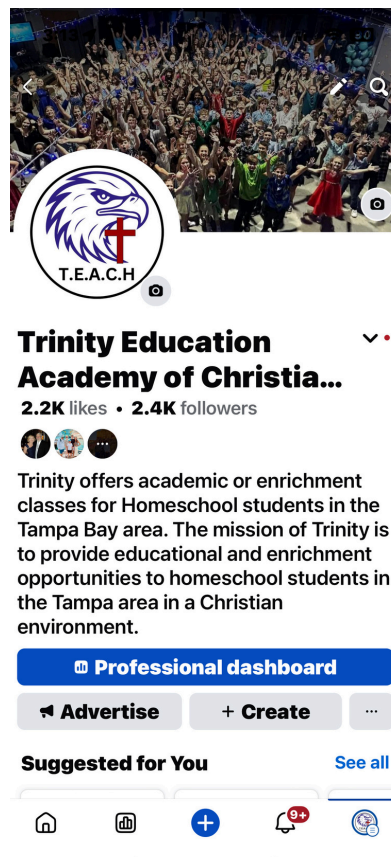 T.E.A.C.H
Trinity Education
Academy of Christia...
2.2K likes • 2.4K followers
Trinity offers academic or enrichment
classes for Homeschool students in the
Tampa Bay area. The mission of Trinity is
to provide educational and enrichment
opportunities to homeschool students in
the Tampa area in a Christian
environment.
Professional dashboard
Advertise
+ Create
...
Suggested for You
See all
9+